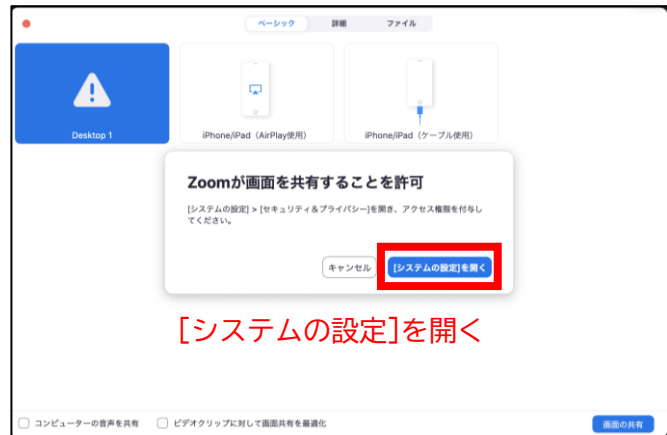 ベーシック 詳細 ファイル
Desktop 1 iPhone/iPad（AirPlay使用） iPhone/iPad（ケーブル使用）
Zoomが画面を共有することを許可
[システムの設定] > [セキュリティ&プライバシー]を開き、アクセス権限を付与し
てください。
キャンセル [システムの設定]を開く
[システムの設定]を開く
コンピューターの音声を共有 ビデオクリップに対して画面共有を最適化 画面の共有